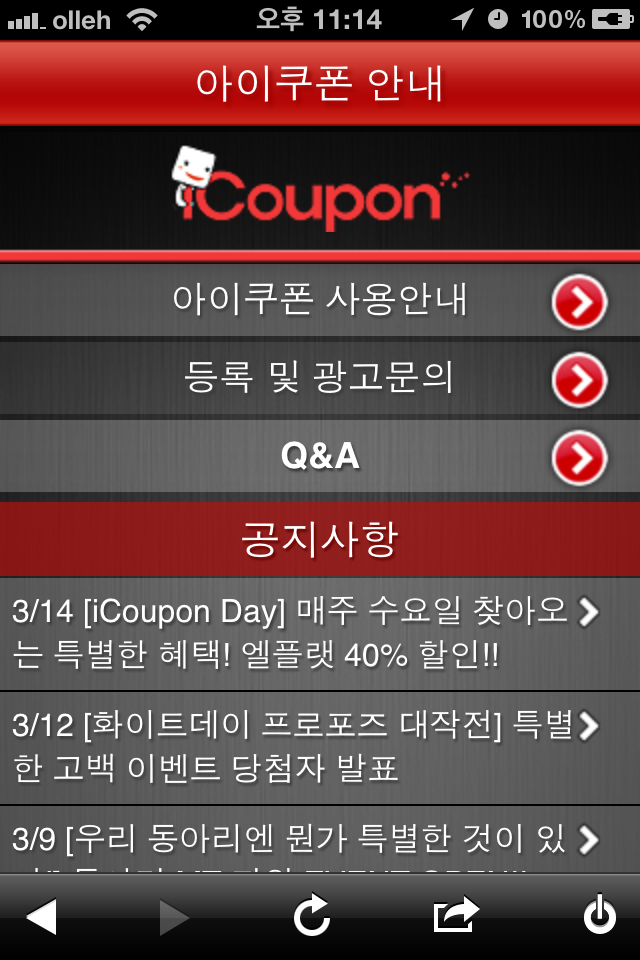 olleh 오후 11:14 100%
아이쿠폰 안내
iCoupon
아이쿠폰 사용안내
등록 및 광고문의
Q&A
공지사항
3/14 [iCoupon Day] 매주 수요일 찾아오
는 특별한 혜택! 엘플랫 40% 할인!!
3/12 [화이트데이 프로포즈 대작전] 특별
한 고백 이벤트 당첨자 발표
3/9 [우리 동아리엔 뭔가 특별한 것이 있